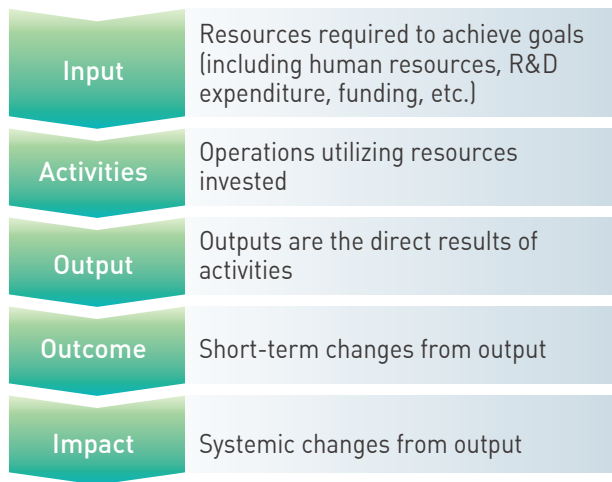 Input
Resources required to achieve goals
(including human resources, R&D
expenditure, funding, etc.)
Activities
Operations utilizing resources
invested
Output
Outputs are the direct results of
activities
Outcome
Short-term changes from output
Impact
Systemic changes from output